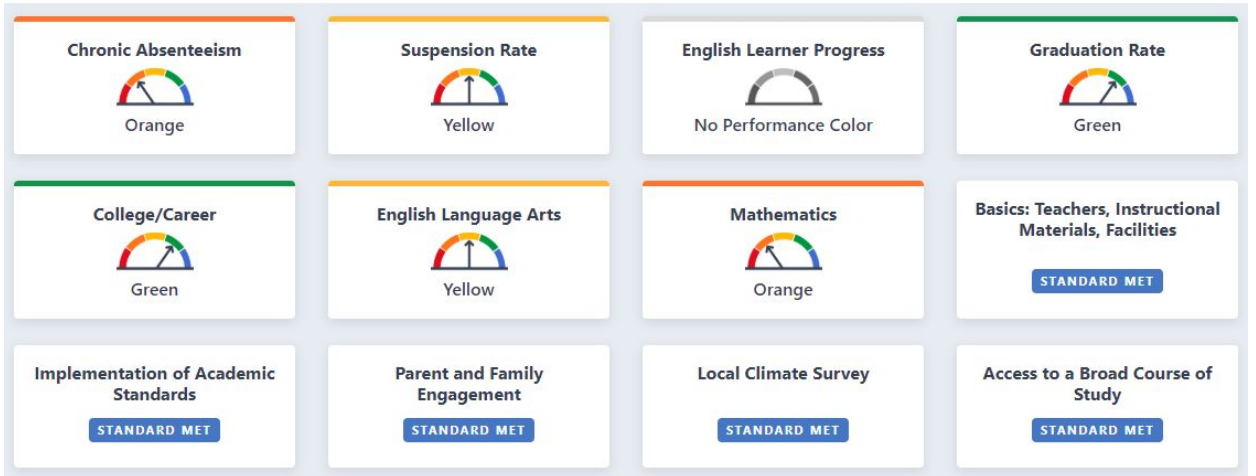 Chronic Absenteeism
Orange
Suspension Rate
Yellow
English Learner Progress
No Performance Color
Graduation Rate
Green
College/Career
Green
English Language Arts
Yellow
Mathematics
Orange
Basics: Teachers, Instructional
Materials, Facilities
STANDARD MET
Implementation of Academic
Standards
STANDARD MET
Parent and Family
Engagement
STANDARD MET
Local Climate Survey
STANDARD MET
Access to a Broad Course of
Study
STANDARD MET